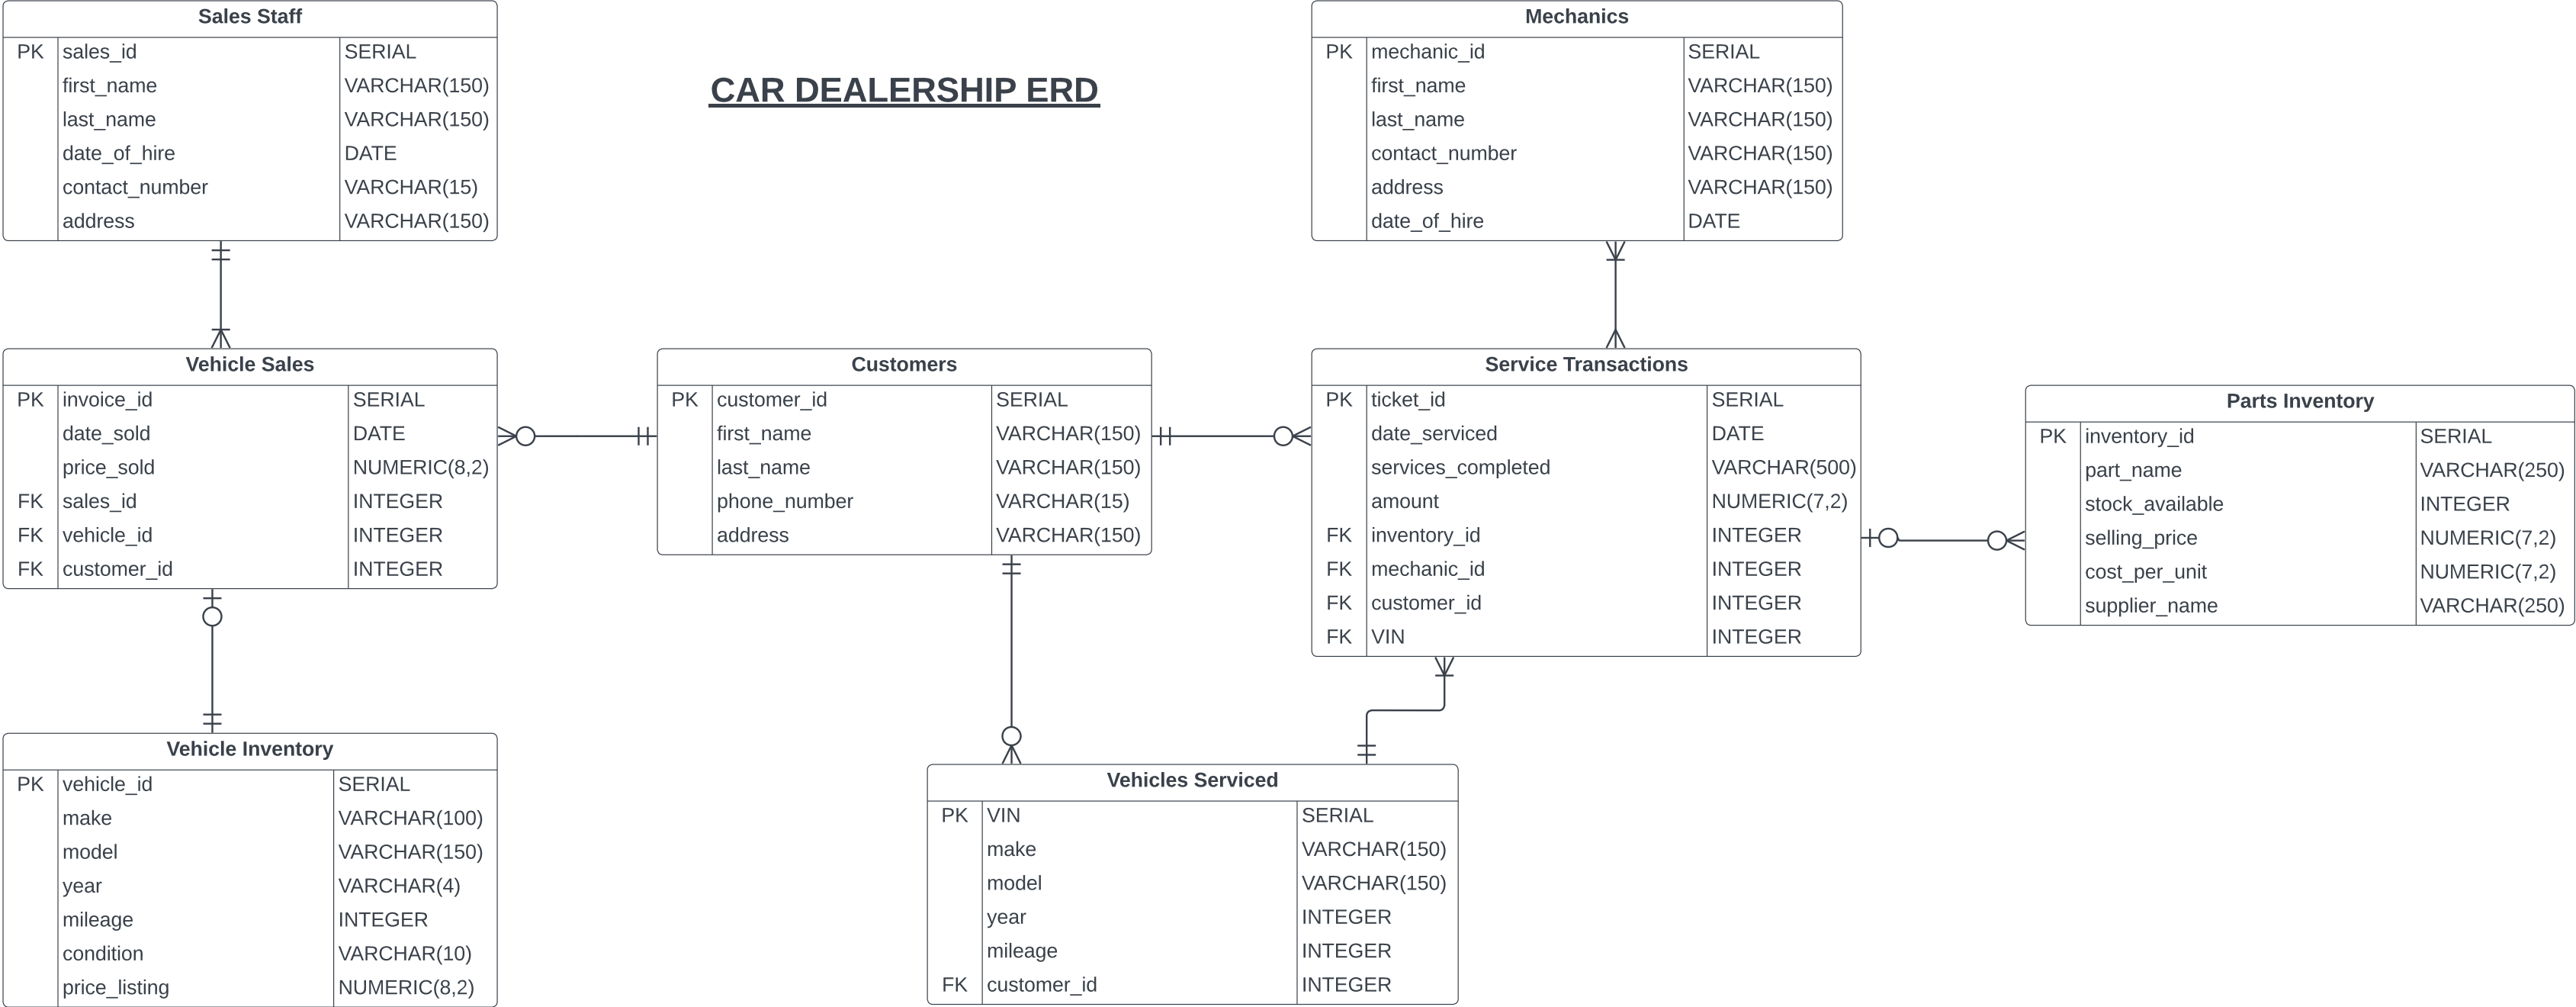 CAR DEALERSHIP ERD
Sales Staff
PK sales_id SERIAL
first_name VARCHAR(150)
last_name VARCHAR(150)
date_of_hire DATE
contact_number VARCHAR(15)
address VARCHAR(150)
Mechanics
PK mechanic_id SERIAL
first_name VARCHAR(150)
last_name VARCHAR(150)
contact_number VARCHAR(150)
address VARCHAR(150)
date_of_hire DATE
Vehicle Sales
PK invoice_id SERIAL
date_sold DATE
price_sold NUMERIC(8,2)
FK sales_id INTEGER
FK vehicle_id INTEGER
FK customer_id INTEGER
Customers
PK customer_id SERIAL
first_name VARCHAR(150)
last_name VARCHAR(150)
phone_number VARCHAR(15)
address VARCHAR(150)
Service Transactions
PK ticket_id SERIAL
date_serviced DATE
services_completed VARCHAR(500)
amount NUMERIC(7,2)
FK inventory_id INTEGER
FK mechanic_id INTEGER
FK customer_id INTEGER
FK VIN INTEGER
Parts Inventory
PK inventory_id SERIAL
part_name VARCHAR(250)
stock_available INTEGER
selling_price NUMERIC(7,2)
cost_per_unit NUMERIC(7,2)
supplier_name VARCHAR(250)
Vehicle Inventory
PK vehicle_id SERIAL
make VARCHAR(100)
model VARCHAR(150)
year VARCHAR(4)
mileage INTEGER
condition VARCHAR(10)
price_listing NUMERIC(8,2)
Vehicles Serviced
PK VIN SERIAL
make VARCHAR(150)
model VARCHAR(150)
year INTEGER
mileage INTEGER
FK customer_id INTEGER